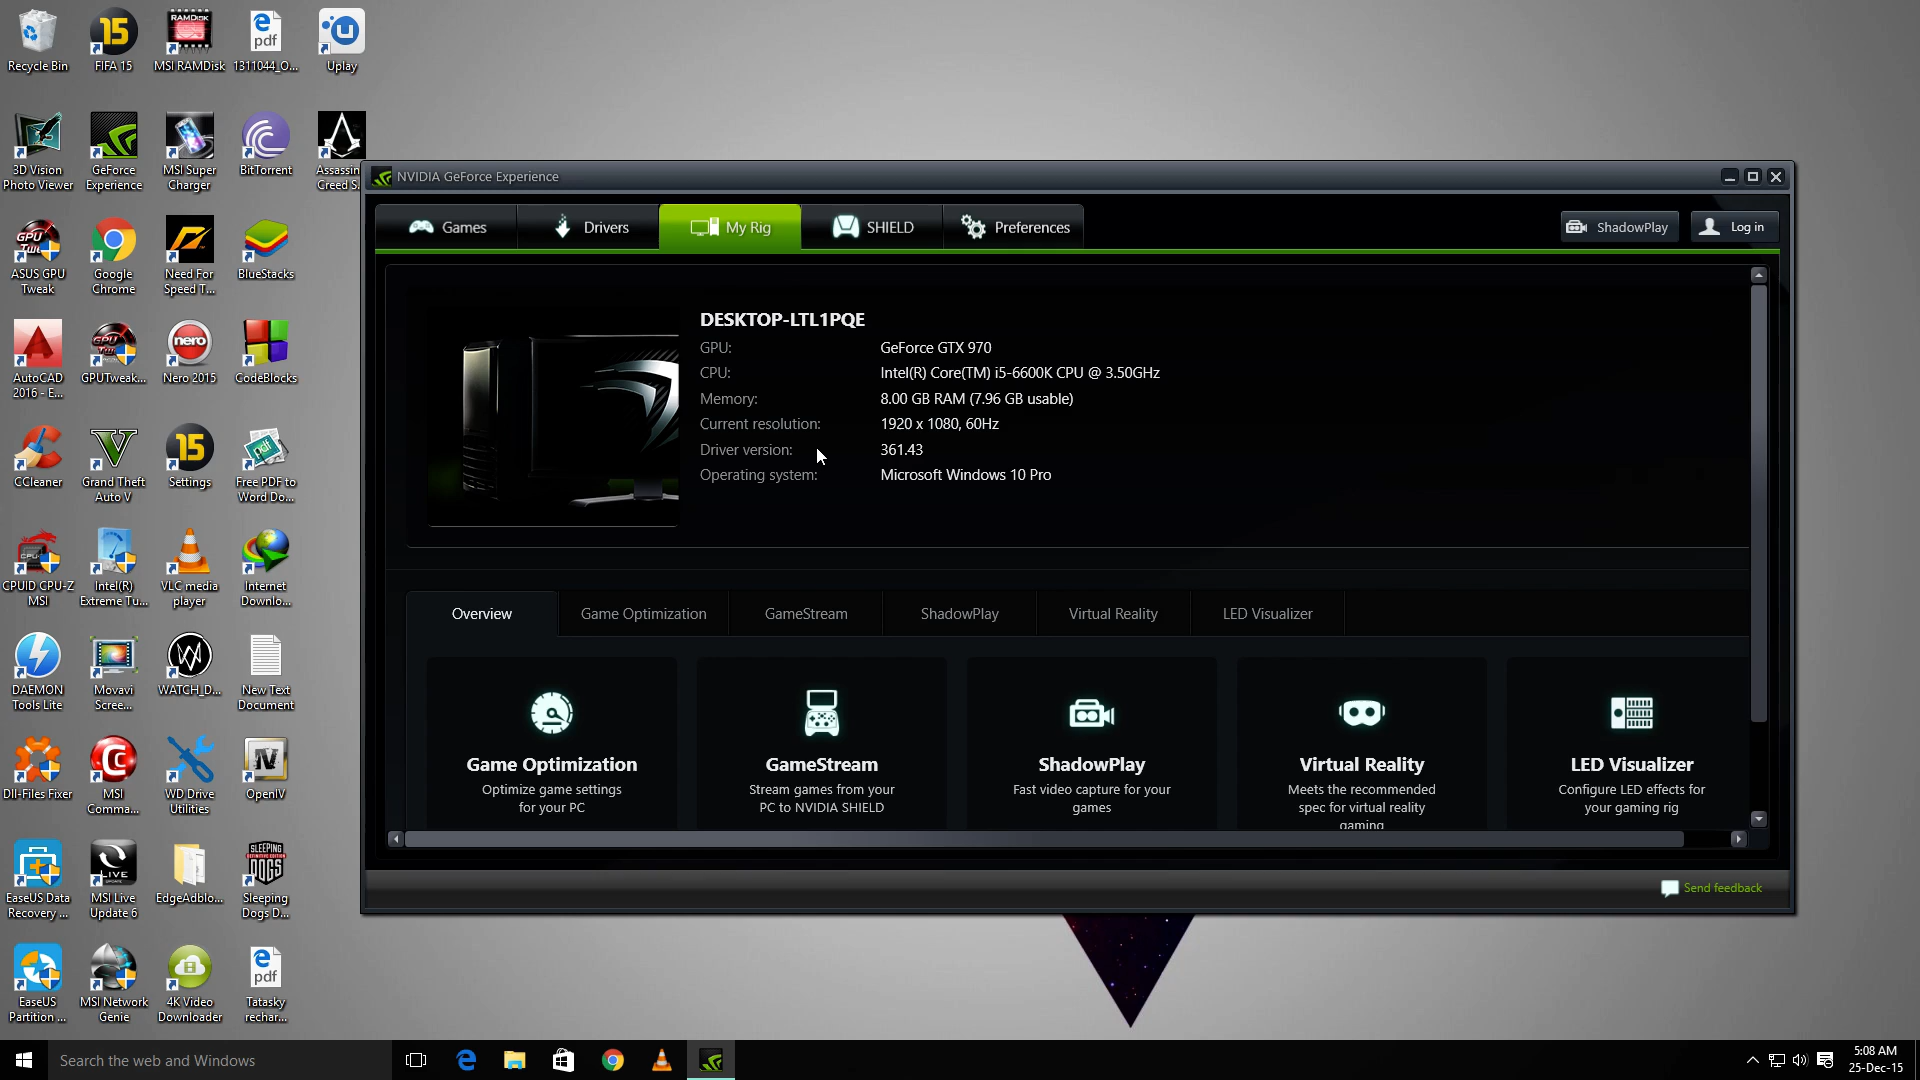 Recycle Bin
FIFA 15
MSI RAMDisk
1311044_O...
Uplay
3D Vision
Photo Viewer
GeForce
Experience
MSI Super
Charger
BitTorrent
Assassin
Creed S.
ASUS GPU
Tweak
Google
Chrome
Need For
Speed T...
BlueStacks
AutoCAD
2016 - E...
GPUTweak...
Nero 2015
CodeBlocks
CCleaner
Grand Theft
Auto V
Settings
Free PDF to
Word Do...
CPUID CPU-Z
MSI
Intel(R)
Extreme Tu...
VLC media
player
Internet
Downlo...
DAEMON
Tools Lite
Movavi
Scree...
WATCH_D...
New Text
Document
Dll-Files Fixer
MSI
Comma...
WD Drive
Utilities
OpenIV
EaseUS Data
Recovery ...
MSI Live
Update 6
EdgeAdblo...
Sleeping
Dogs D...
EaseUS
Partition ...
MSI Network
Genie
4K Video
Downloader
Tatasky
rechar...
NVIDIA GeForce Experience
Games
Drivers
My Rig
SHIELD
Preferences
ShadowPlay
Log in
DESKTOP-LTL1PQE
GPU: GeForce GTX 970
CPU: Intel(R) Core(TM) i5-6600K CPU @ 3.50GHz
Memory: 8.00 GB RAM (7.96 GB usable)
Current resolution: 1920 x 1080, 60Hz
Driver version: 361.43
Operating system: Microsoft Windows 10 Pro
Overview
Game Optimization
GameStream
ShadowPlay
Virtual Reality
LED Visualizer
Game Optimization
Optimize game settings
for your PC
GameStream
Stream games from your
PC to NVIDIA SHIELD
ShadowPlay
Fast video capture for your
games
Virtual Reality
Meets the recommended
spec for virtual reality
gaming
LED Visualizer
Configure LED effects for
your gaming rig
Send feedback
Search the web and Windows
5:08 AM
25-Dec-15